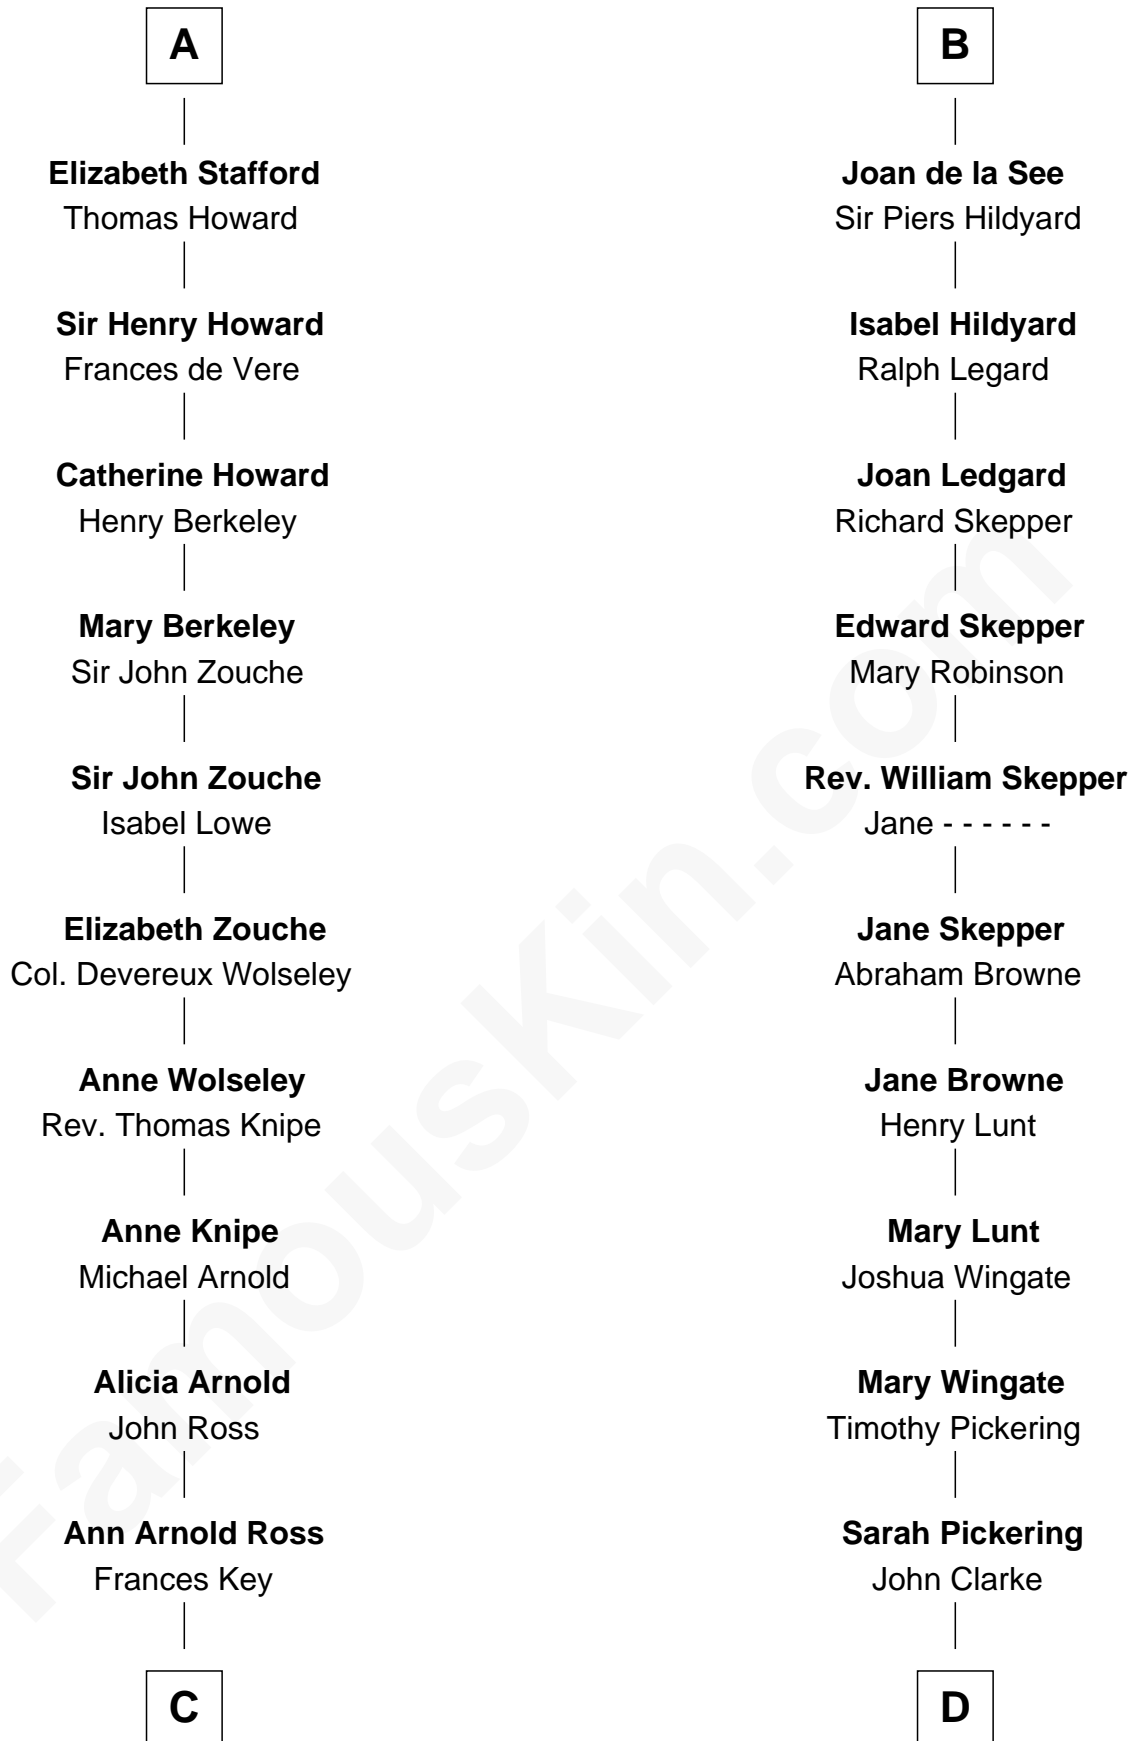 A
Elizabeth Stafford
Thomas Howard
Sir Henry Howard
Frances de Vere
Catherine Howard
Henry Berkeley
Mary Berkeley
Sir John Zouche
Sir John Zouche
Isabel Lowe
Elizabeth Zouche
Col. Devereux Wolseley
Anne Wolseley
Rev. Thomas Knipe
Anne Knipe
Michael Arnold
Alicia Arnold
John Ross
Ann Arnold Ross
Frances Key
C
B
Joan de la See
Sir Piers Hildyard
Isabel Hildyard
Ralph Legard
Joan Ledgard
Richard Skepper
Edward Skepper
Mary Robinson
Rev. William Skepper
Jane - - - - - -
Jane Skepper
Abraham Browne
Jane Browne
Henry Lunt
Mary Lunt
Joshua Wingate
Mary Wingate
Timothy Pickering
Sarah Pickering
John Clarke
D
FamousKin.com